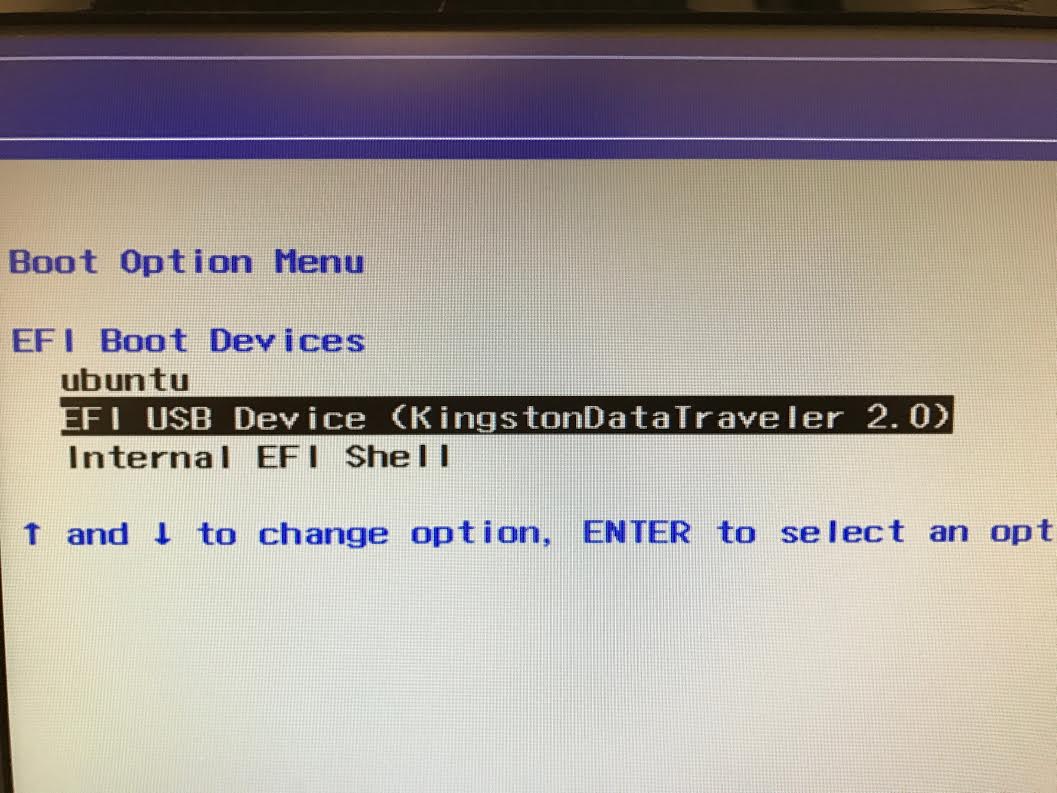 Boot Option Menu
EFI Boot Devices
ubuntu
EFI USB Device (KingstonDataTraveler 2.0)
Internal EFI Shell
↑ and ↓ to change option, ENTER to select an opt